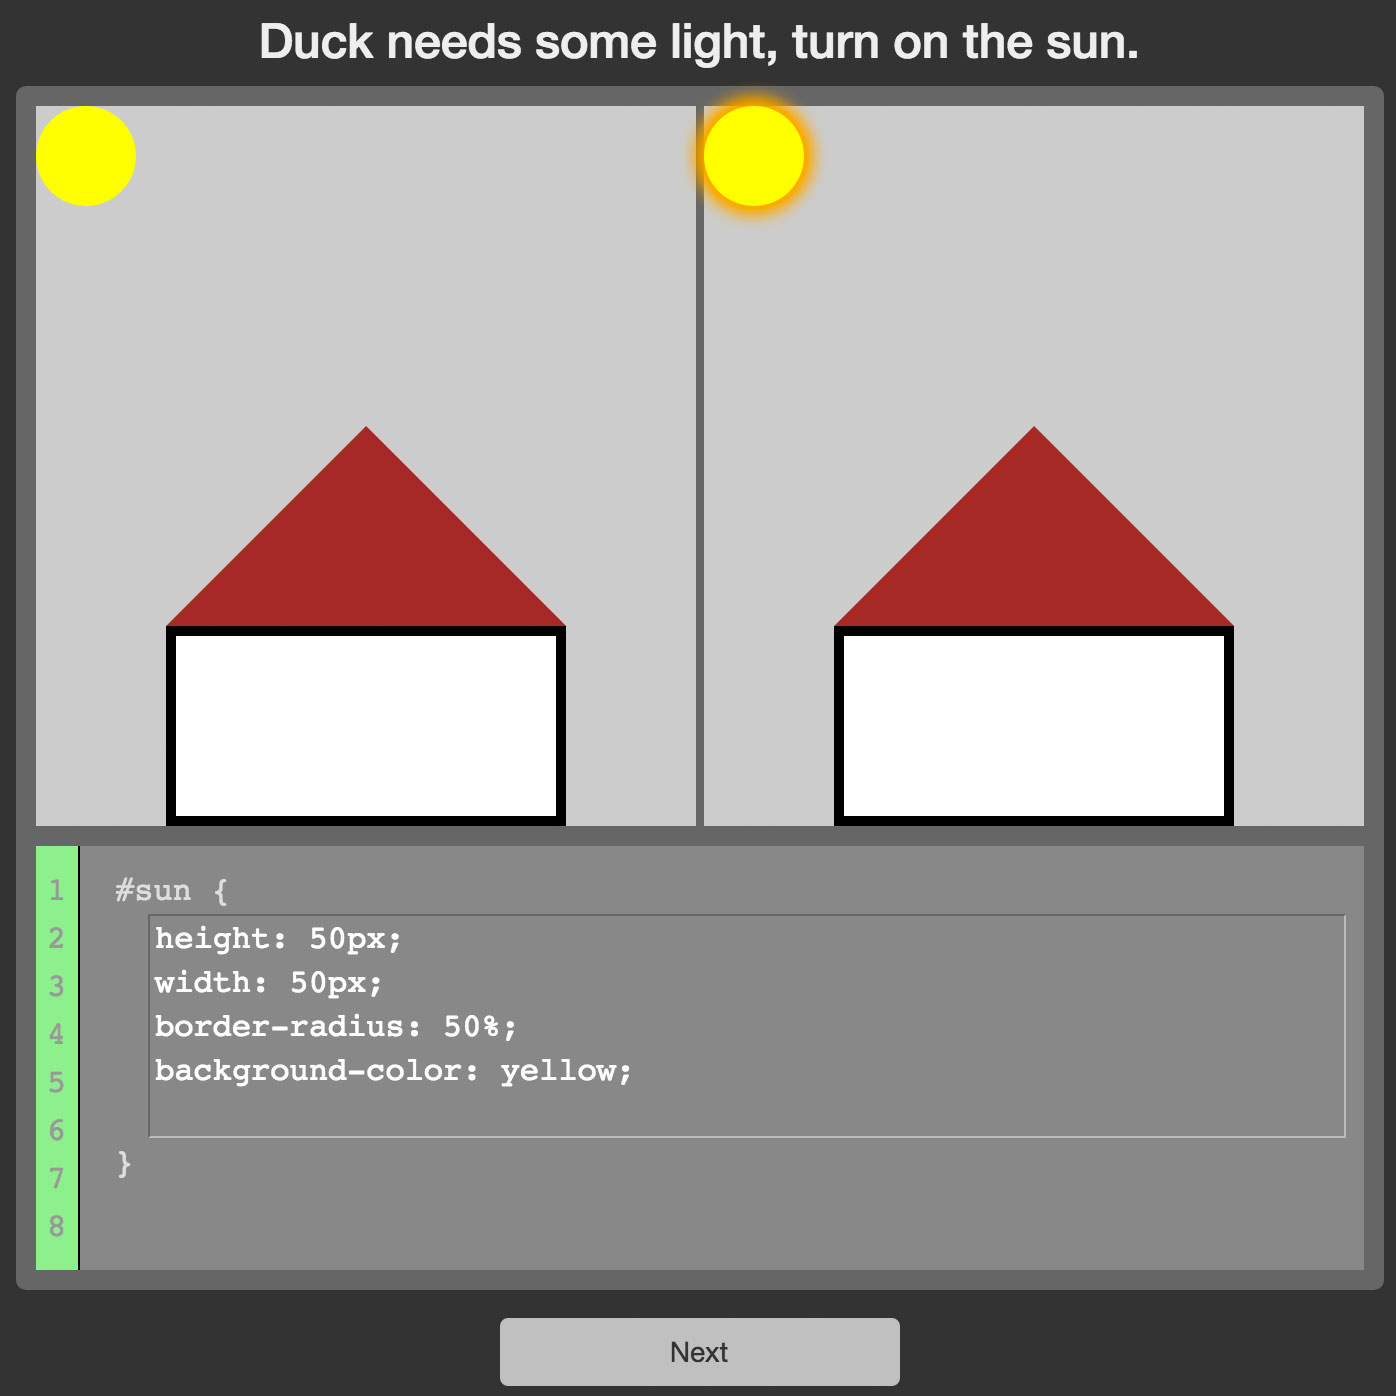 Duck needs some light, turn on the sun.
1 #sun {
2 height: 50px;
3 width: 50px;
4 border-radius: 50%;
5 background-color: yellow;
6
7 }
8
Next